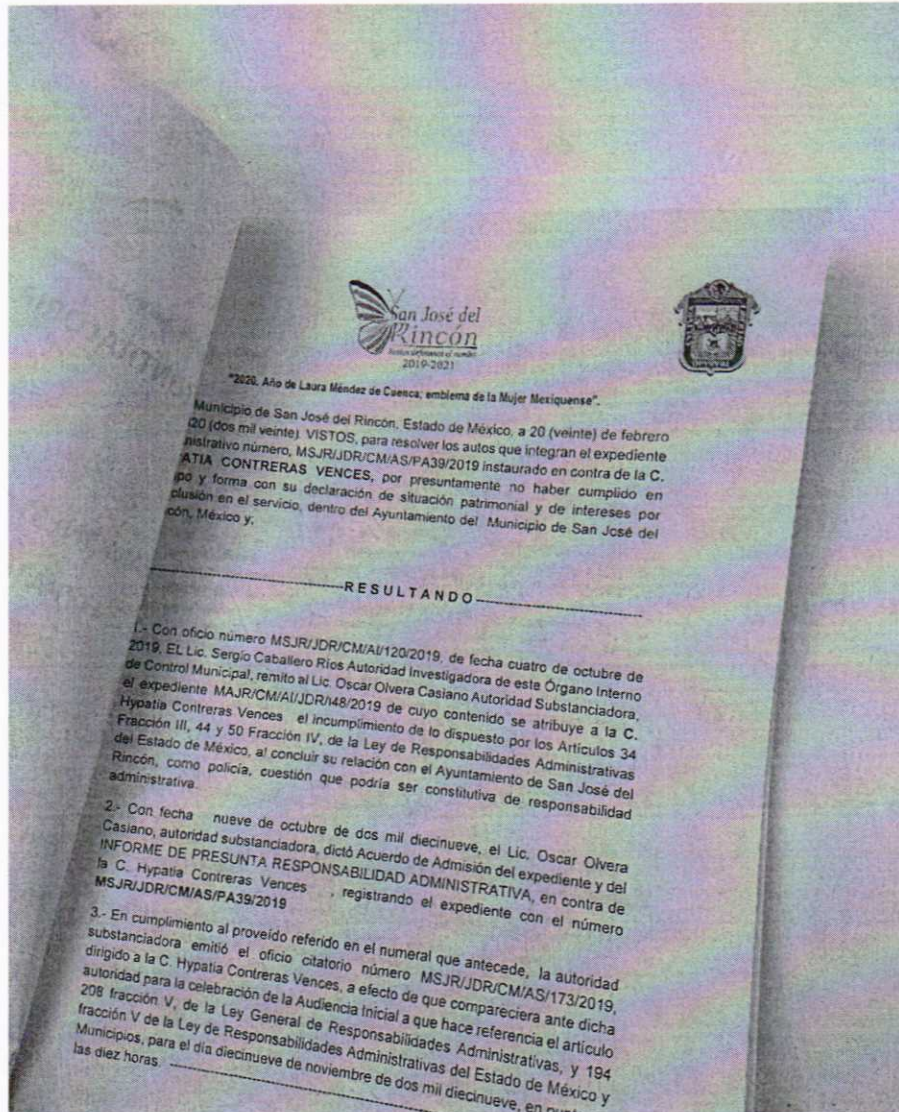 San José del
Rincón
2019-2021
"2020. Año de Laura Méndez de Cuenca; emblema de la Mujer Mexiquense".
Municipio de San José del Rincón, Estado de México, a 20 (veinte) de febrero
20 (dos mil veinte). VISTOS, para resolver los autos que integran el expediente
nistrativo número, MSJR/JDR/CM/AS/PA39/2019 instaurado en contra de la C.
ATIA CONTRERAS VENCES, por presuntamente no haber cumplido en
po y forma con su declaración de situación patrimonial y de intereses por
clusión en el servicio, dentro del Ayuntamiento del Municipio de San José del
cón, México y;
RESULTANDO
1.- Con oficio número MSJR/JDR/CM/AI/120/2019, de fecha cuatro de octubre de
2019, EL Lic. Sergio Caballero Ríos Autoridad Investigadora de este Órgano Interno
de Control Municipal, remito al Lic. Oscar Olvera Casiano Autoridad Substanciadora,
el expediente MAJR/CM/AI/JDR/I48/2019 de cuyo contenido se atribuye a la C.
Hypatia Contreras Vences el incumplimiento de lo dispuesto por los Artículos 34
Fracción III, 44 y 50 Fracción IV, de la Ley de Responsabilidades Administrativas
del Estado de México, al concluir su relación con el Ayuntamiento de San José del
Rincón, como policía, cuestión que podría ser constitutiva de responsabilidad
administrativa.
2.- Con fecha nueve de octubre de dos mil diecinueve, el Lic. Oscar Olvera
Casiano, autoridad substanciadora, dictó Acuerdo de Admisión del expediente y del
INFORME DE PRESUNTA RESPONSABILIDAD ADMINISTRATIVA, en contra de
la C. Hypatia Contreras Vences , registrando el expediente con el número
MSJR/JDR/CM/AS/PA39/2019
3.- En cumplimiento al proveído referido en el numeral que antecede, la autoridad
substanciadora emitió el oficio citatorio número MSJR/JDR/CM/AS/173/2019,
dirigido a la C. Hypatia Contreras Vences, a efecto de que compareciera ante dicha
autoridad para la celebración de la Audiencia Inicial a que hace referencia el artículo
208 fracción V, de la Ley General de Responsabilidades Administrativas, y 194
fracción V de la Ley de Responsabilidades Administrativas del Estado de México y
Municipios, para el día diecinueve de noviembre de dos mil diecinueve, en
las diez horas.